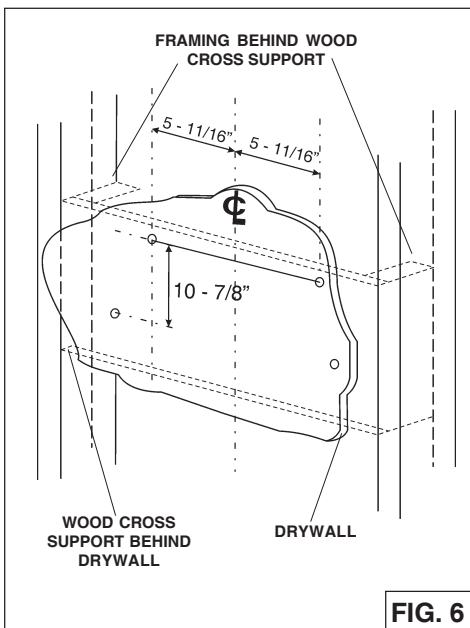 FRAMING BEHIND WOOD
CROSS SUPPORT
5 - 11/16”
5 - 11/16”
℄
10 - 7/8”
WOOD CROSS
SUPPORT BEHIND
DRYWALL
DRYWALL
FIG. 6